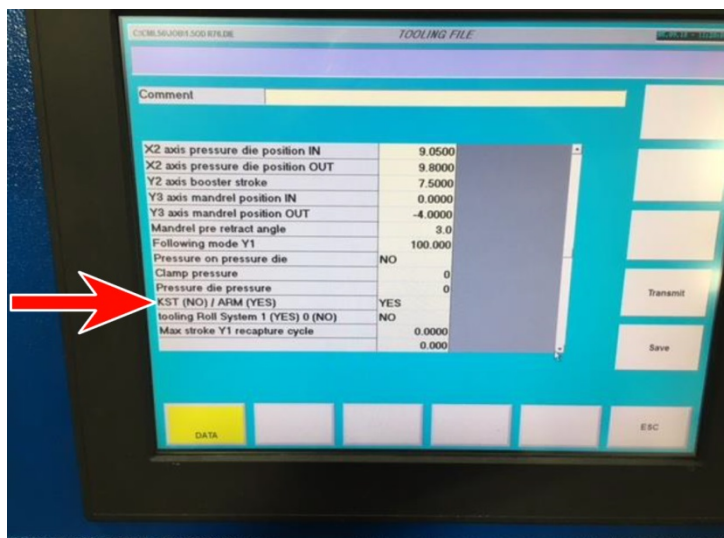 TOOLING FILE
Comment
X2 axis pressure die position IN 9.0500
X2 axis pressure die position OUT 9.8000
Y2 axis booster stroke 7.5000
Y3 axis mandrel position IN 0.0000
Y3 axis mandrel position OUT -4.0000
Mandrel pre retract angle 3.0
Following mode Y1 100.000
Pressure on pressure die NO
Clamp pressure 0
Pressure die pressure 0
KST (NO) / ARM (YES) YES
tooling Roll System 1 (YES) 0 (NO) NO
Max stroke Y1 recapture cycle 0.0000
0.000
Transmit
Save
DATA
ESC